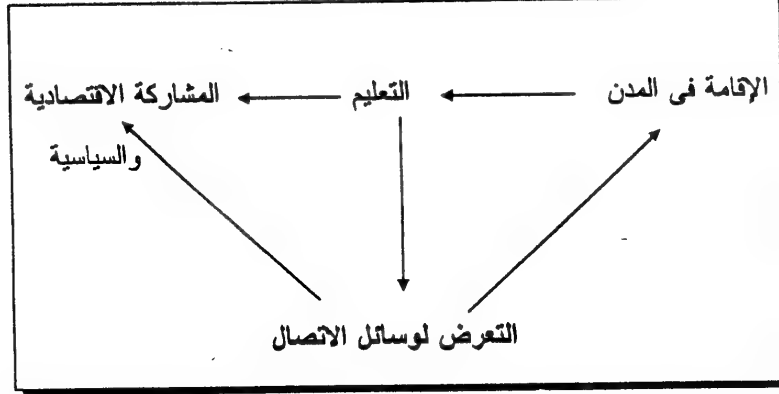 الإقامة فى المدن
التعليم
المشاركة الاقتصادية
والسياسية
التعرض لوسائل الاتصال